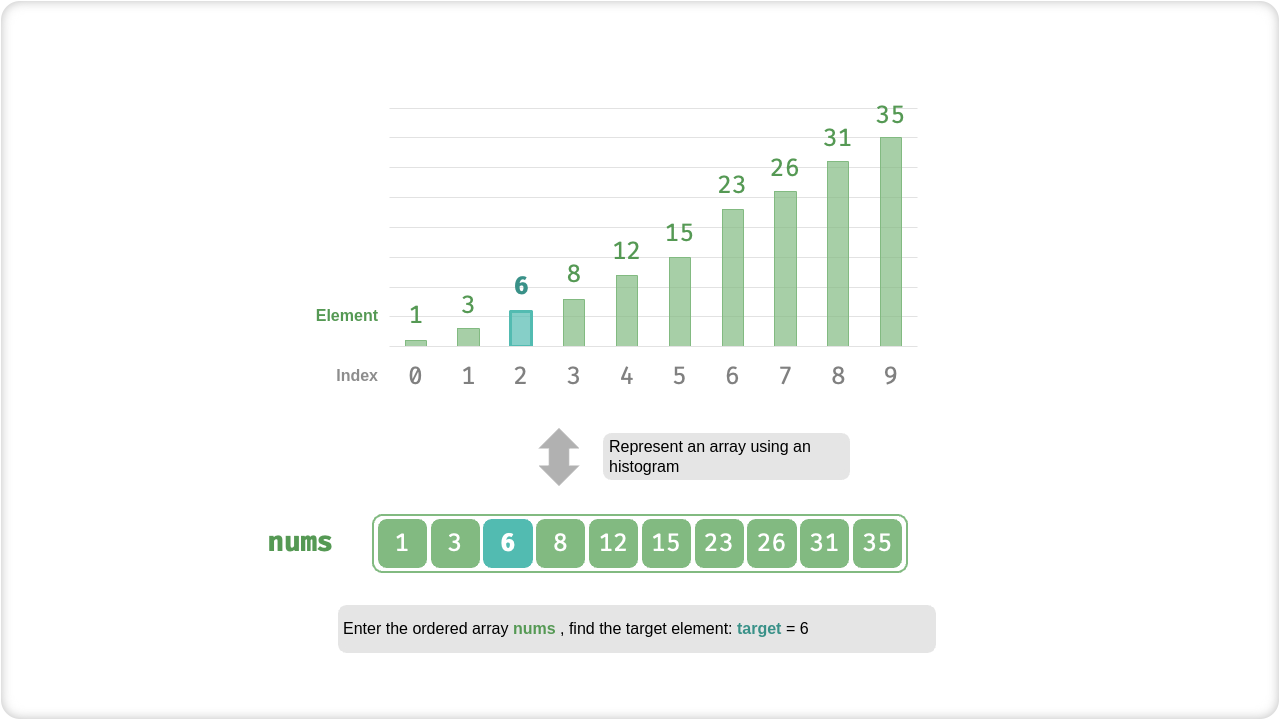 35
31
26
23
15
12
8
6
3
1
Element
Index 0 1 2 3 4 5 6 7 8 9
Represent an array using an
histogram
nums 1 3 6 8 12 15 23 26 31 35
Enter the ordered array nums , find the target element: target = 6